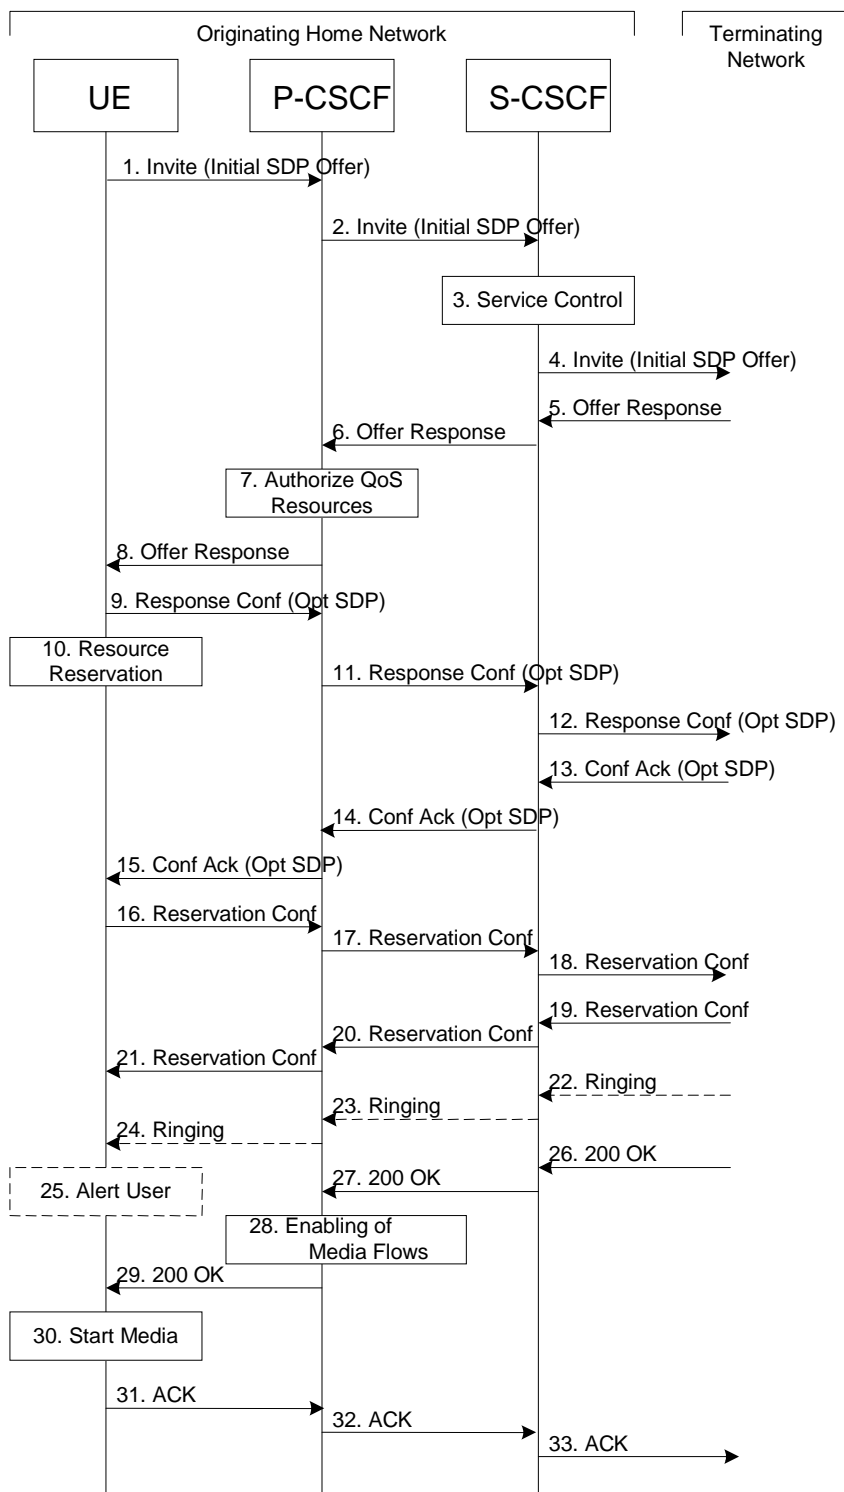 Originating Home Network
Terminating
Network
UE
P-CSCF
S-CSCF
1. Invite (Initial SDP Offer)
2. Invite (Initial SDP Offer)
3. Service Control
4. Invite (Initial SDP Offer)
5. Offer Response
6. Offer Response
7. Authorize QoS
Resources
8. Offer Response
9. Response Conf (Opt SDP)
10. Resource
Reservation
11. Response Conf (Opt SDP)
12. Response Conf (Opt SDP)
13. Conf Ack (Opt SDP)
14. Conf Ack (Opt SDP)
15. Conf Ack (Opt SDP)
16. Reservation Conf
17. Reservation Conf
18. Reservation Conf
19. Reservation Conf
20. Reservation Conf
21. Reservation Conf
22. Ringing
23. Ringing
24. Ringing
25. Alert User
26. 200 OK
27. 200 OK
28. Enabling of
Media Flows
29. 200 OK
30. Start Media
31. ACK
32. ACK
33. ACK